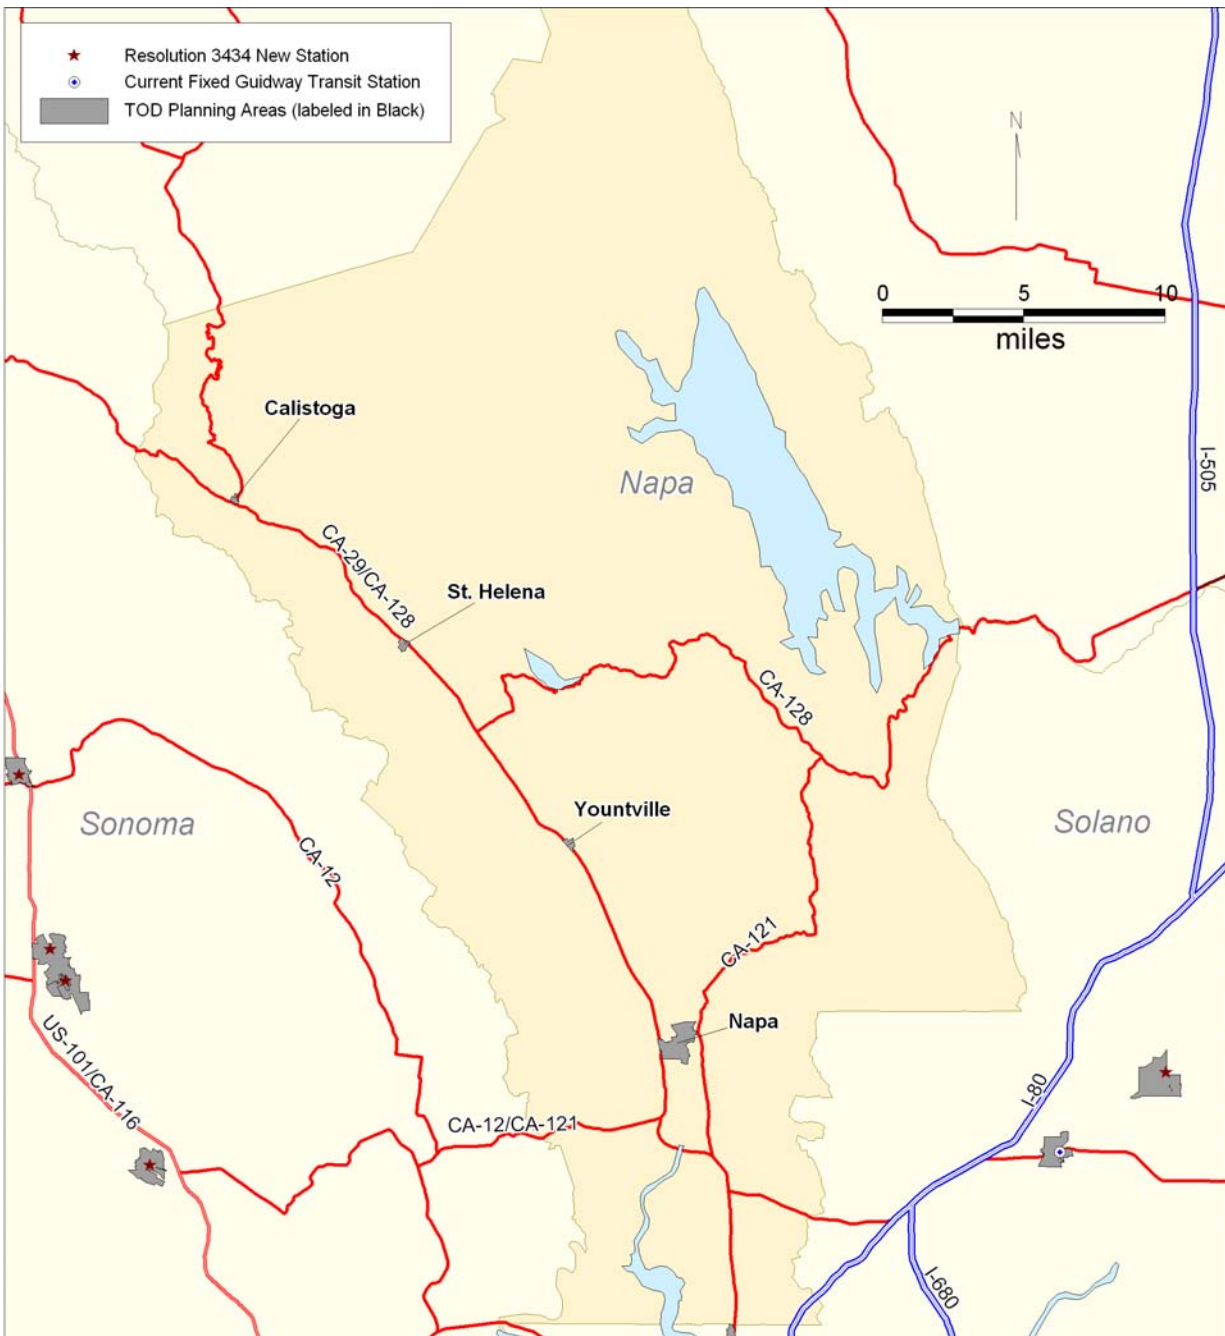 Resolution 3434 New Station
Current Fixed Guidway Transit Station
TOD Planning Areas (labeled in Black)
N
0 5 10
miles
Calistoga
Napa
I-505
CA-29/CA-128
St. Helena
CA-128
Yountville
Sonoma
Solano
CA-12
CA-121
Napa
US-101/CA-116
I-80
CA-12/CA-121
I-680